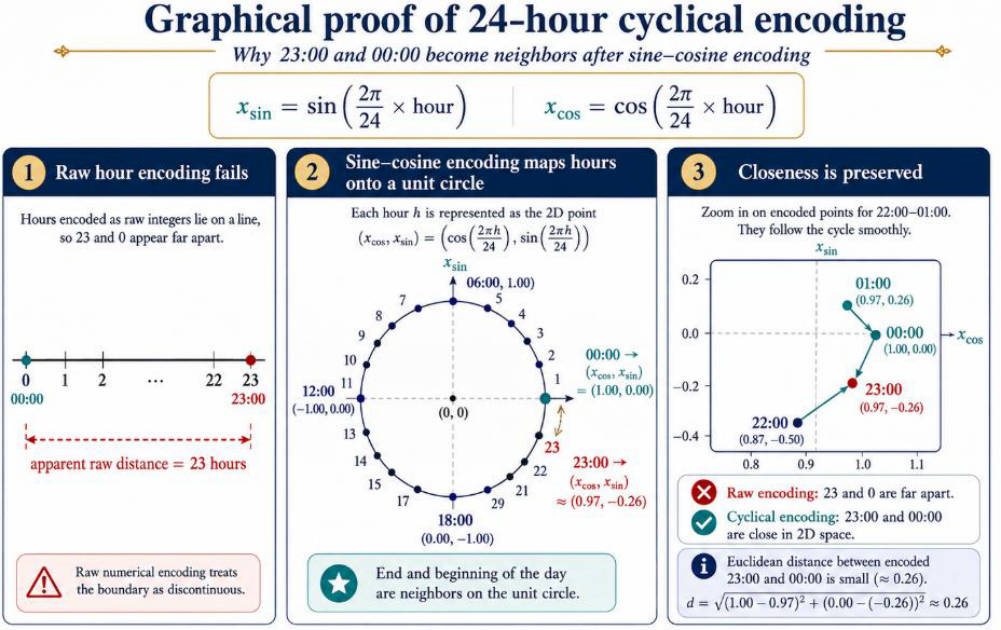 Graphical proof of 24-hour cyclical encoding
Why 23:00 and 00:00 become neighbors after sine–cosine encoding
x_sin = sin(2π/24 × hour)
x_cos = cos(2π/24 × hour)
1 Raw hour encoding fails
Hours encoded as raw integers lie on a line,
so 23 and 0 appear far apart.
0 1 2 ... 22 23
00:00 23:00
apparent raw distance = 23 hours
Raw numerical encoding treats
the boundary as discontinuous.
2 Sine–cosine encoding maps hours
onto a unit circle
Each hour h is represented as the 2D point
(x_cos, x_sin) = (cos(2πh/24), sin(2πh/24))
x_sin
06:00, 1.00)
7 5
8 4
9 3
10 2
11 1
12:00
(−1.00, 0.00)
(0, 0)
00:00 →
(x_cos, x_sin)
= (1.00, 0.00)
13 23
14 22
15 21
17 29
23:00 →
(x_cos, x_sin)
≈ (0.97, −0.26)
18:00
(0.00, −1.00)
End and beginning of the day
are neighbors on the unit circle.
3 Closeness is preserved
Zoom in on encoded points for 22:00–01:00.
They follow the cycle smoothly.
x_sin
0.2
0.0
−0.2
−0.4
01:00
(0.97, 0.26)
00:00
(1.00, 0.00)
x_cos
23:00
(0.97, −0.26)
22:00
(0.87, −0.50)
0.8 0.9 1.0 1.1
Raw encoding: 23 and 0 are far apart.
Cyclical encoding: 23:00 and 00:00
are close in 2D space.
i Euclidean distance between encoded
23:00 and 00:00 is small (≈ 0.26).
d = √((1.00 − 0.97)² + (0.00 − (−0.26))²) ≈ 0.26